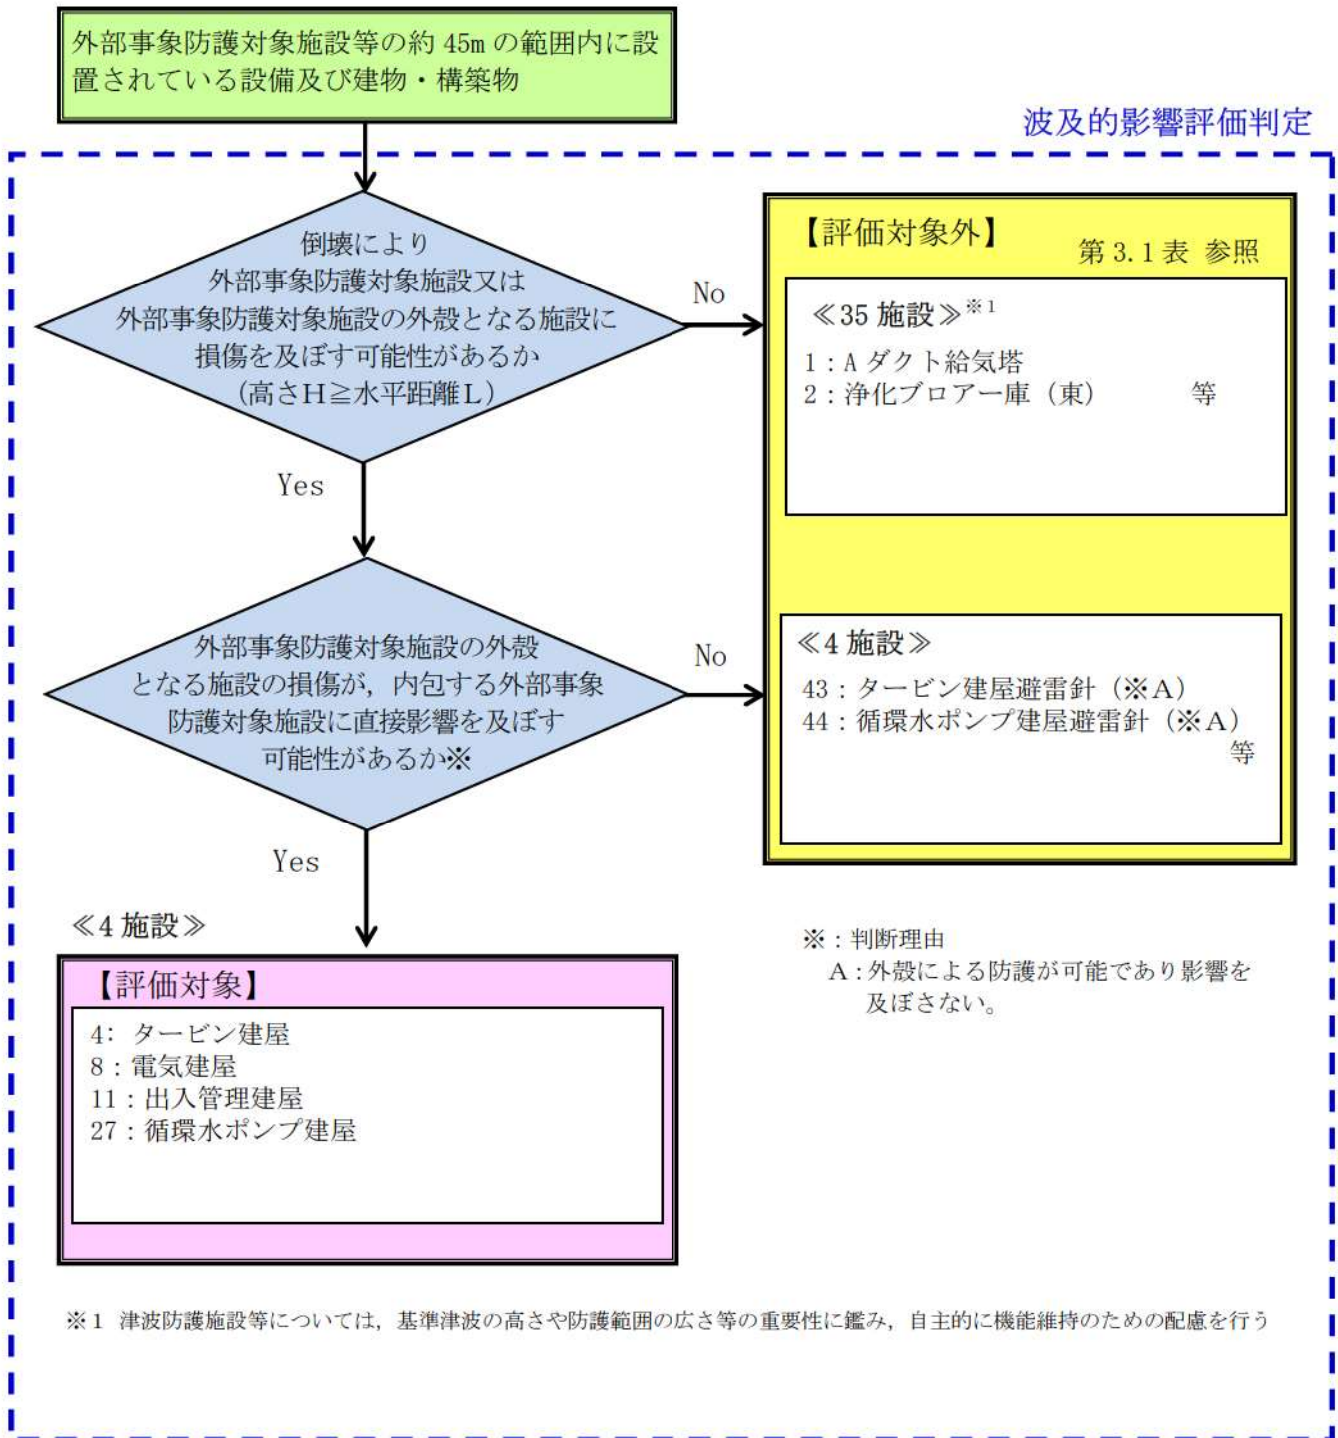 外部事象防護対象施設等の約 45m の範囲内に設
置されている設備及び建物・構築物
波及的影響評価判定
倒壊により
外部事象防護対象施設又は
外部事象防護対象施設の外殻となる施設に
損傷を及ぼす可能性があるか
(高さH≧水平距離L)
No
Yes
【評価対象外】
第 3.1 表 参照
≪35 施設≫※1
1：A ダクト給気塔
2：浄化ブロアー庫（東） 等
外部事象防護対象施設の外殻
となる施設の損傷が，内包する外部事象
防護対象施設に直接影響を及ぼす
可能性があるか※
No
Yes
≪4 施設≫
43：タービン建屋避雷針（※A）
44：循環水ポンプ建屋避雷針（※A）
等
≪4 施設≫
【評価対象】
4: タービン建屋
8：電気建屋
11：出入管理建屋
27：循環水ポンプ建屋
※：判断理由
A：外殻による防護が可能であり影響を
及ぼさない。
※1 津波防護施設等については，基準津波の高さや防護範囲の広さ等の重要性に鑑み，自主的に機能維持のための配慮を行う